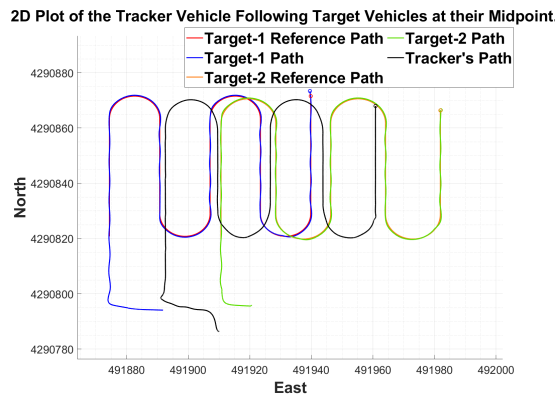 2D Plot of the Tracker Vehicle Following Target Vehicles at their Midpoint.
Target-1 Reference Path Target-2 Path
Target-1 Path Tracker's Path
Target-2 Reference Path
4290880
4290860
4290840
4290820
4290800
4290780
North
491880 491900 491920 491940 491960 491980 492000
East